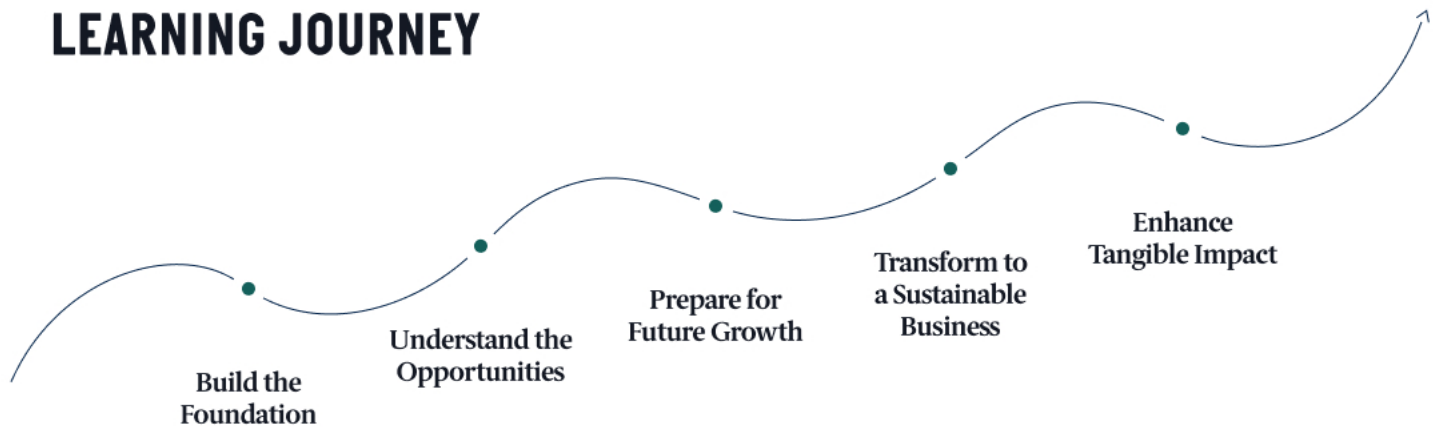 LEARNING JOURNEY
Build the
Foundation
Understand the
Opportunities
Prepare for
Future Growth
Transform to
a Sustainable
Business
Enhance
Tangible Impact